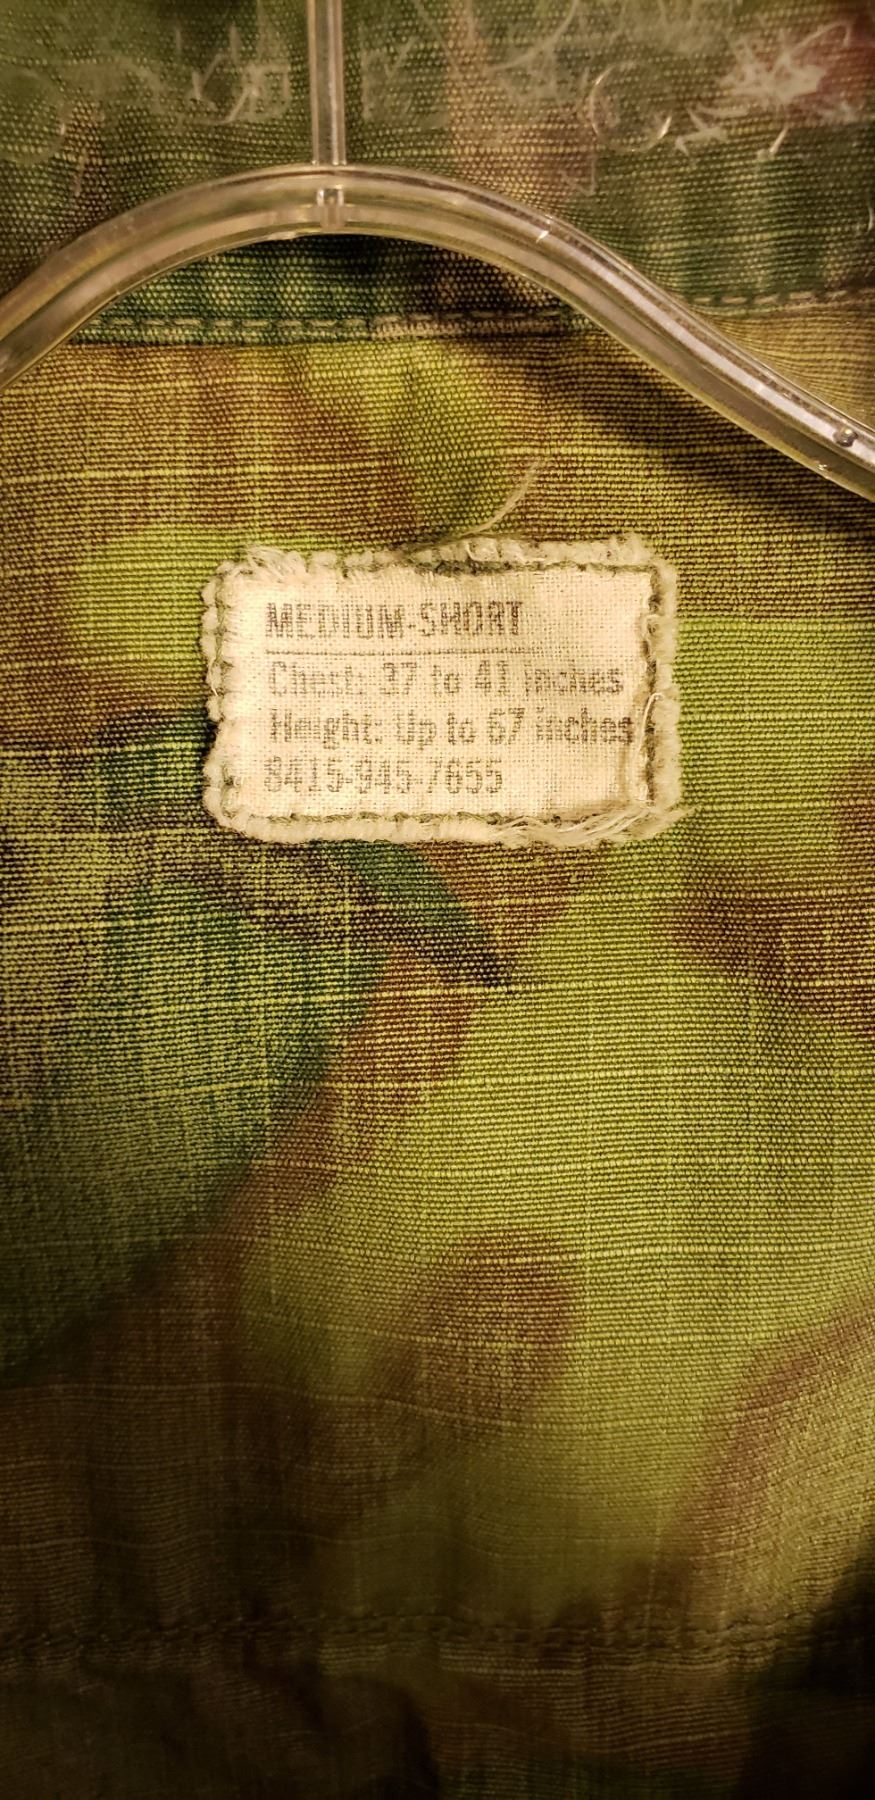 MEDIUM-SHORT
Chest: 37 to 41 inches
Height: Up to 67 inches
8415-945-7655